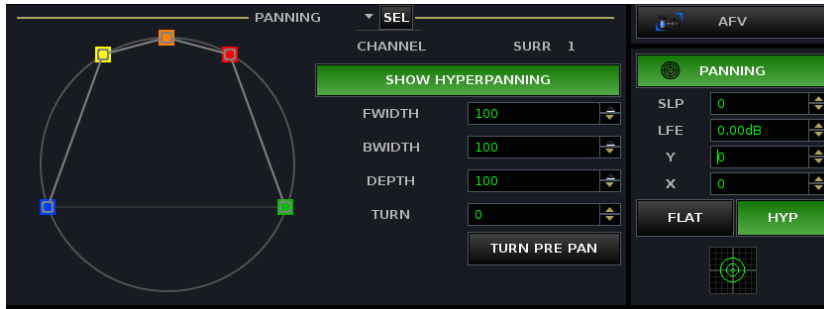 PANNING SEL
CHANNEL SURR 1
SHOW HYPERPANNING
FWIDTH 100
BWIDTH 100
DEPTH 100
TURN 0
TURN PRE PAN
AFV
PANNING
SLP 0
LFE 0.00dB
Y 0
X 0
FLAT HYP